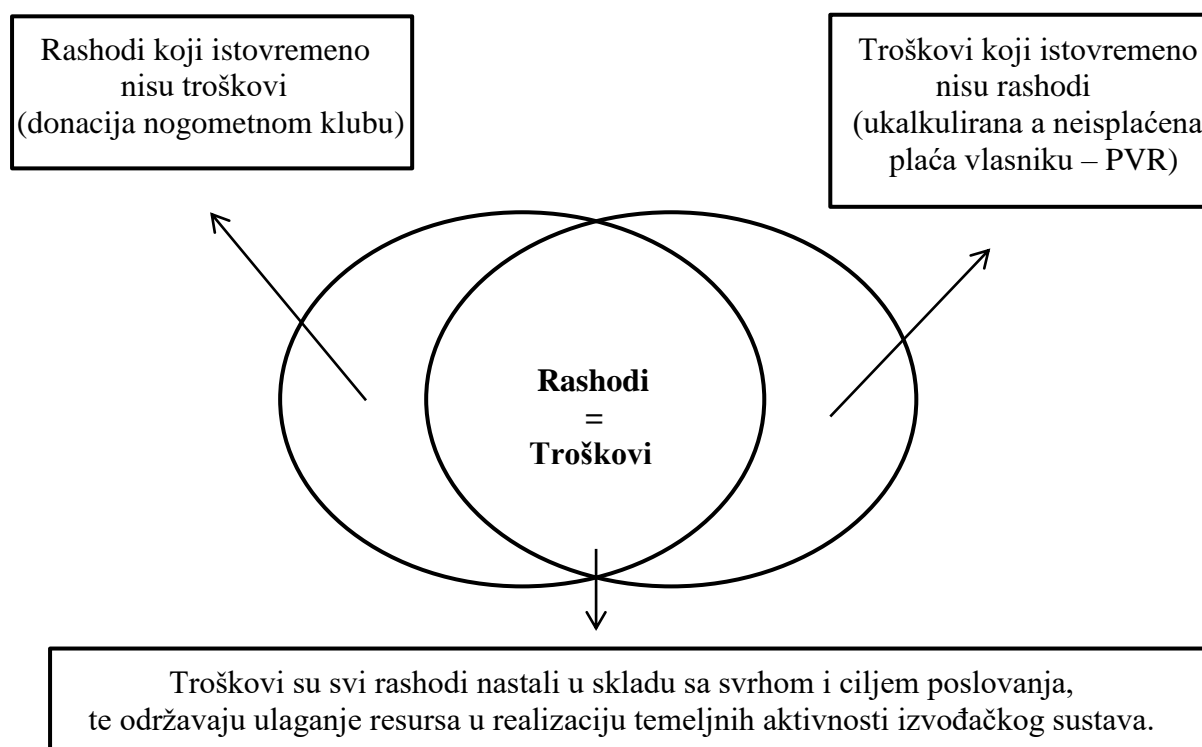 Rashodi koji istovremeno
nisu troškovi
(donacija nogometnom klubu)
Troškovi koji istovremeno
nisu rashodi
(ukalkulirana a neisplaćena
plaća vlasniku – PVR)
Rashodi
=
Troškovi
Troškovi su svi rashodi nastali u skladu sa svrhom i ciljem poslovanja,
te održavaju ulaganje resursa u realizaciju temeljnih aktivnosti izvođačkog sustava.